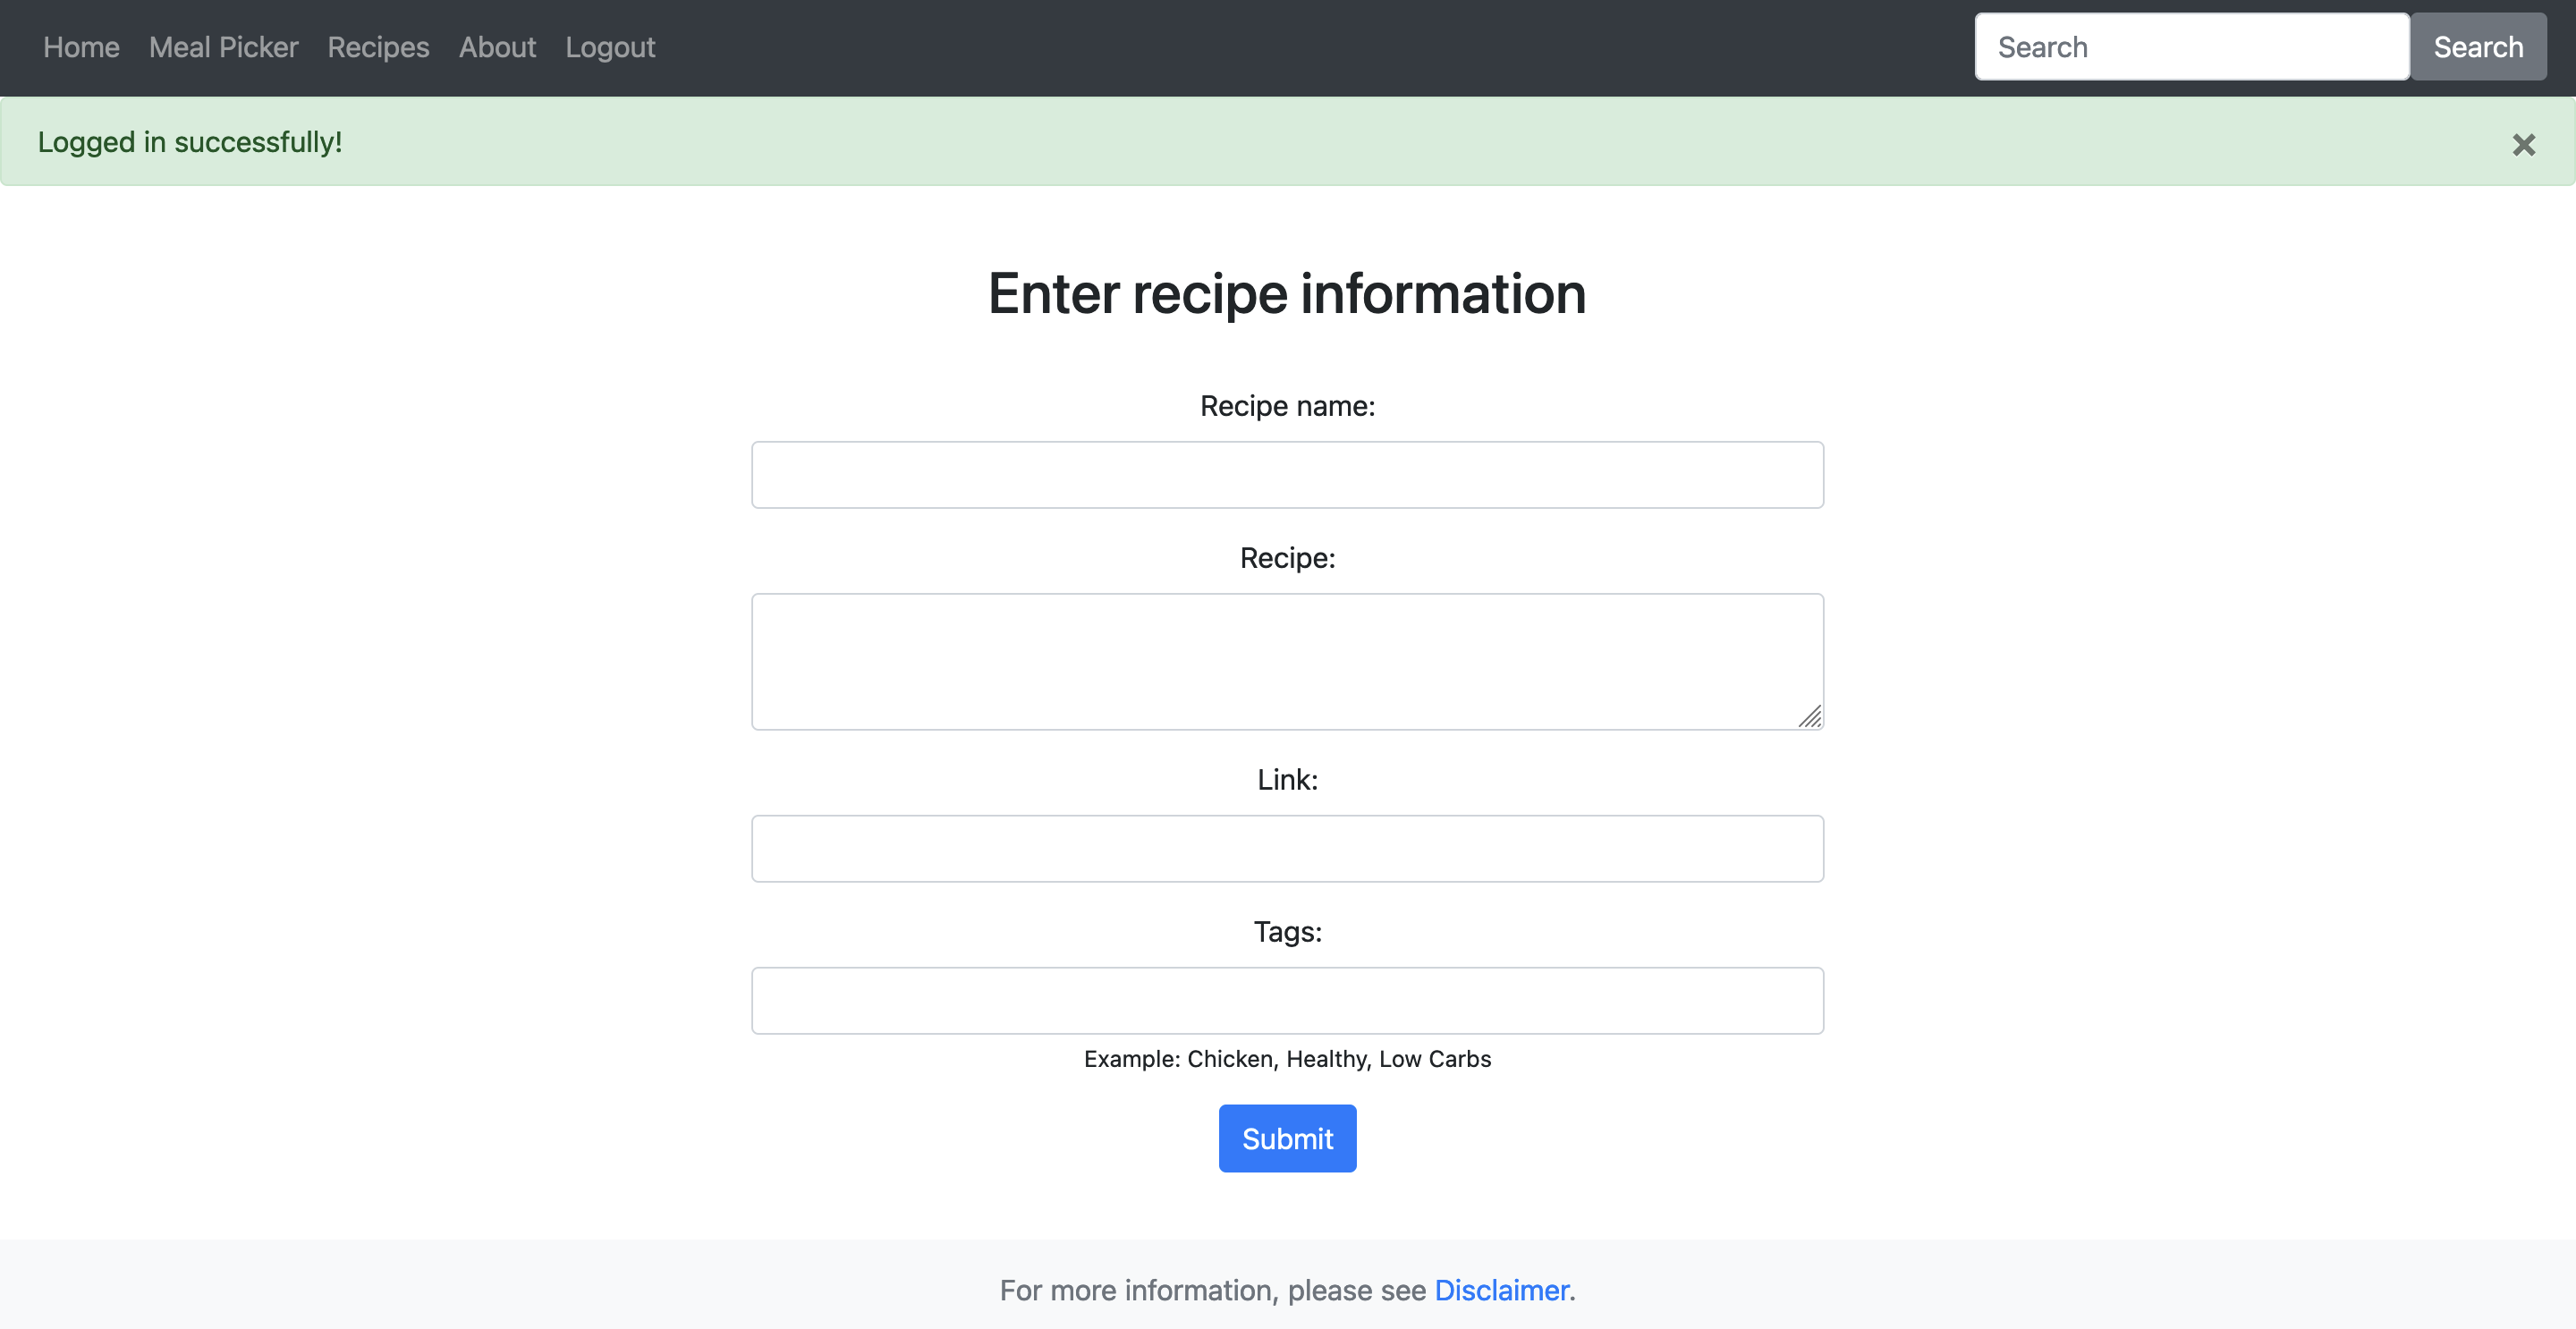 Home Meal Picker Recipes About Logout Search Search
Logged in successfully! ×
Enter recipe information
Recipe name:
Recipe:
Link:
Tags:
Example: Chicken, Healthy, Low Carbs
Submit
For more information, please see Disclaimer.